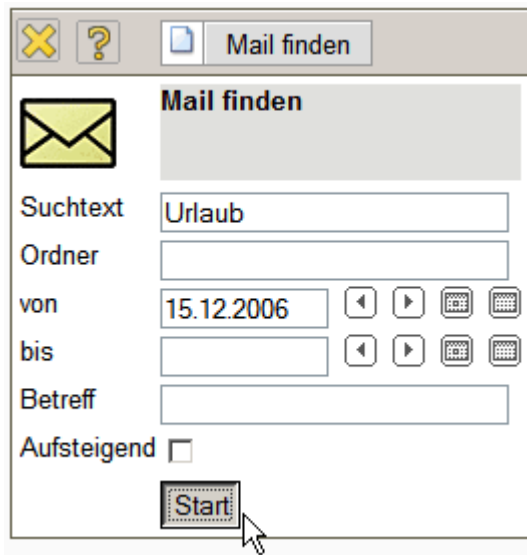 Mail finden
Mail finden
Suchtext Urlaub
Ordner
von 15.12.2006
bis
Betreff
Aufsteigend
Start